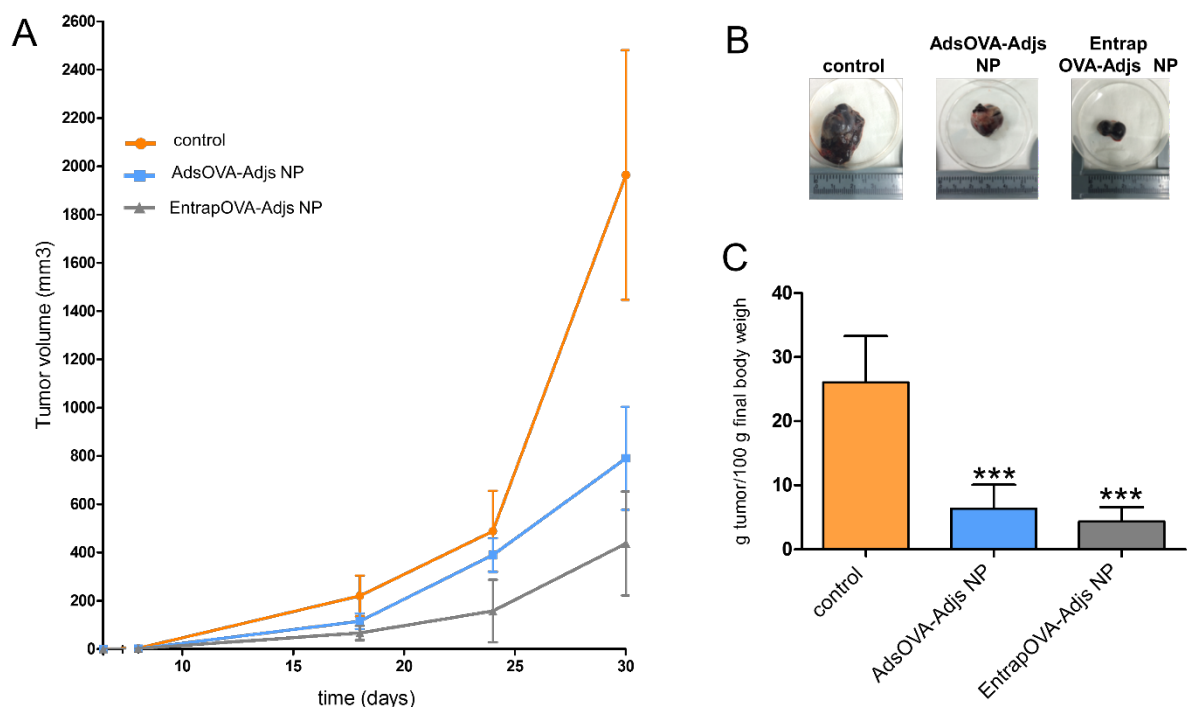 A
2600
2400
2200
2000
1800
1600
1400
1200
1000
800
600
400
200
0
Tumor volume (mm3)
10
15
20
25
30
time (days)
control
AdsOVA-Adjs NP
EntrapOVA-Adjs NP
B
control
AdsOVA-Adjs
NP
Entrap
OVA-Adjs NP
C
40
30
20
10
0
g tumor/100 g final body weigh
***
***
control
AdsOVA-Adjs NP
EntrapOVA-Adjs NP